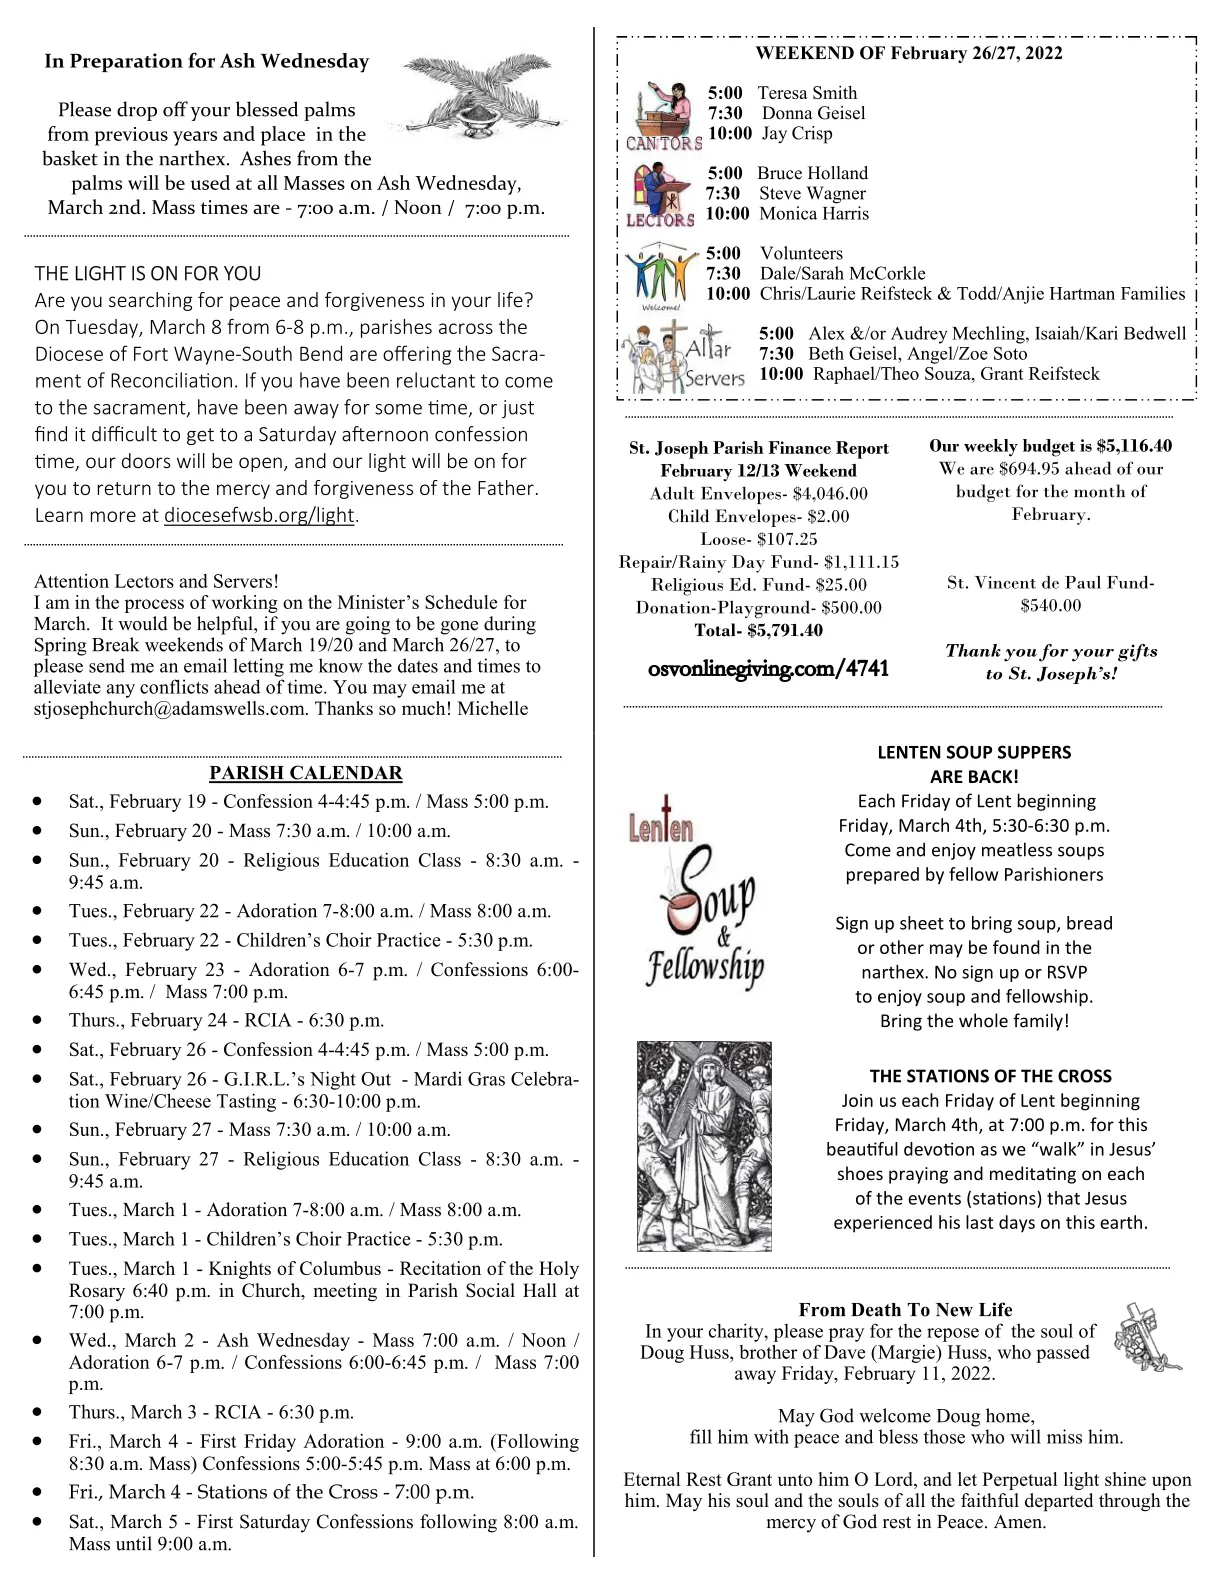 In Preparation for Ash Wednesday
Please drop off your blessed palms
from previous years and place  in the
basket in the narthex.  Ashes from the
palms will be used at all Masses on Ash Wednesday,
March 2nd. Mass times are - 7:00 a.m. / Noon /  7:00 p.m.
THE LIGHT IS ON FOR YOU
Are you searching for peace and forgiveness in your life?
On Tuesday, March 8 from 6-8 p.m., parishes across the
Diocese of Fort Wayne-South Bend are offering the Sacra-
ment of Reconciliation. If you have been reluctant to come
to the sacrament, have been away for some time, or just
find it difficult to get to a Saturday afternoon confession
time, our doors will be open, and our light will be on for
you to return to the mercy and forgiveness of the Father.
Learn more at diocesefwsb.org/light.
Attention Lectors and Servers!
I am in the process of working on the Minister's Schedule for
March.  It would be helpful, if you are going to be gone during
Spring Break weekends of March 19/20 and March 26/27, to
please send me an email letting me know the dates and times to
alleviate any conflicts ahead of time. You may email me at
stjosephchurch@adamswells.com. Thanks so much! Michelle
PARISH CALENDAR
• Sat., February 19 - Confession 4-4:45 p.m. / Mass 5:00 p.m.
• Sun., February 20 - Mass 7:30 a.m. / 10:00 a.m.
• Sun., February 20 - Religious Education Class - 8:30 a.m. -
9:45 a.m.
• Tues., February 22 - Adoration 7-8:00 a.m. / Mass 8:00 a.m.
• Tues., February 22 - Children's Choir Practice - 5:30 p.m.
• Wed., February 23 - Adoration 6-7 p.m. / Confessions 6:00-
6:45 p.m. /  Mass 7:00 p.m.
• Thurs., February 24 - RCIA - 6:30 p.m.
• Sat., February 26 - Confession 4-4:45 p.m. / Mass 5:00 p.m.
• Sat., February 26 - G.I.R.L.'s Night Out  - Mardi Gras Celebra-
tion Wine/Cheese Tasting - 6:30-10:00 p.m.
• Sun., February 27 - Mass 7:30 a.m. / 10:00 a.m.
• Sun., February 27 - Religious Education Class - 8:30 a.m. -
9:45 a.m.
• Tues., March 1 - Adoration 7-8:00 a.m. / Mass 8:00 a.m.
• Tues., March 1 - Children's Choir Practice - 5:30 p.m.
• Tues., March 1 - Knights of Columbus - Recitation of the Holy
Rosary 6:40 p.m. in Church, meeting in Parish Social Hall at
7:00 p.m.
• Wed., March 2 - Ash Wednesday - Mass 7:00 a.m. / Noon /
Adoration 6-7 p.m. / Confessions 6:00-6:45 p.m. /  Mass 7:00
p.m.
• Thurs., March 3 - RCIA - 6:30 p.m.
• Fri., March 4 - First Friday Adoration - 9:00 a.m. (Following
8:30 a.m. Mass) Confessions 5:00-5:45 p.m. Mass at 6:00 p.m.
• Fri., March 4 - Stations of the Cross - 7:00 p.m.
• Sat., March 5 - First Saturday Confessions following 8:00 a.m.
Mass until 9:00 a.m.
WEEKEND OF February 26/27, 2022
CANTORS
5:00   Teresa Smith
7:30    Donna Geisel
10:00  Jay Crisp
LECTORS
5:00   Bruce Holland
7:30    Steve Wagner
10:00  Monica Harris
Welcome!
5:00    Volunteers
7:30    Dale/Sarah McCorkle
10:00  Chris/Laurie Reifsteck & Todd/Anjie Hartman Families
Altar
Servers
5:00   Alex &/or Audrey Mechling, Isaiah/Kari Bedwell
7:30   Beth Geisel, Angel/Zoe Soto
10:00  Raphael/Theo Souza, Grant Reifsteck
St. Joseph Parish Finance Report
February 12/13 Weekend
Adult Envelopes- $4,046.00
Child Envelopes- $2.00
Loose- $107.25
Repair/Rainy Day Fund- $1,111.15
Religious Ed. Fund- $25.00
Donation-Playground- $500.00
Total- $5,791.40
osvonlinegiving.com/4741
Our weekly budget is $5,116.40
We are $694.95 ahead of our
budget for the month of
February.
St. Vincent de Paul Fund-
$540.00
Thank you for your gifts
to St. Joseph's!
Lenten
Soup
&
Fellowship
LENTEN SOUP SUPPERS
ARE BACK!
Each Friday of Lent beginning
Friday, March 4th, 5:30-6:30 p.m.
Come and enjoy meatless soups
prepared by fellow Parishioners
Sign up sheet to bring soup, bread
or other may be found in the
narthex. No sign up or RSVP
to enjoy soup and fellowship.
Bring the whole family!
THE STATIONS OF THE CROSS
Join us each Friday of Lent beginning
Friday, March 4th, at 7:00 p.m. for this
beautiful devotion as we “walk” in Jesus’
shoes praying and meditating on each
of the events (stations) that Jesus
experienced his last days on this earth.
From Death To New Life
In your charity, please pray for the repose of  the soul of
Doug Huss, brother of Dave (Margie) Huss, who passed
away Friday, February 11, 2022.
May God welcome Doug home,
fill him with peace and bless those who will miss him.
Eternal Rest Grant unto him O Lord, and let Perpetual light shine upon
him. May his soul and the souls of all the faithful departed through the
mercy of God rest in Peace. Amen.